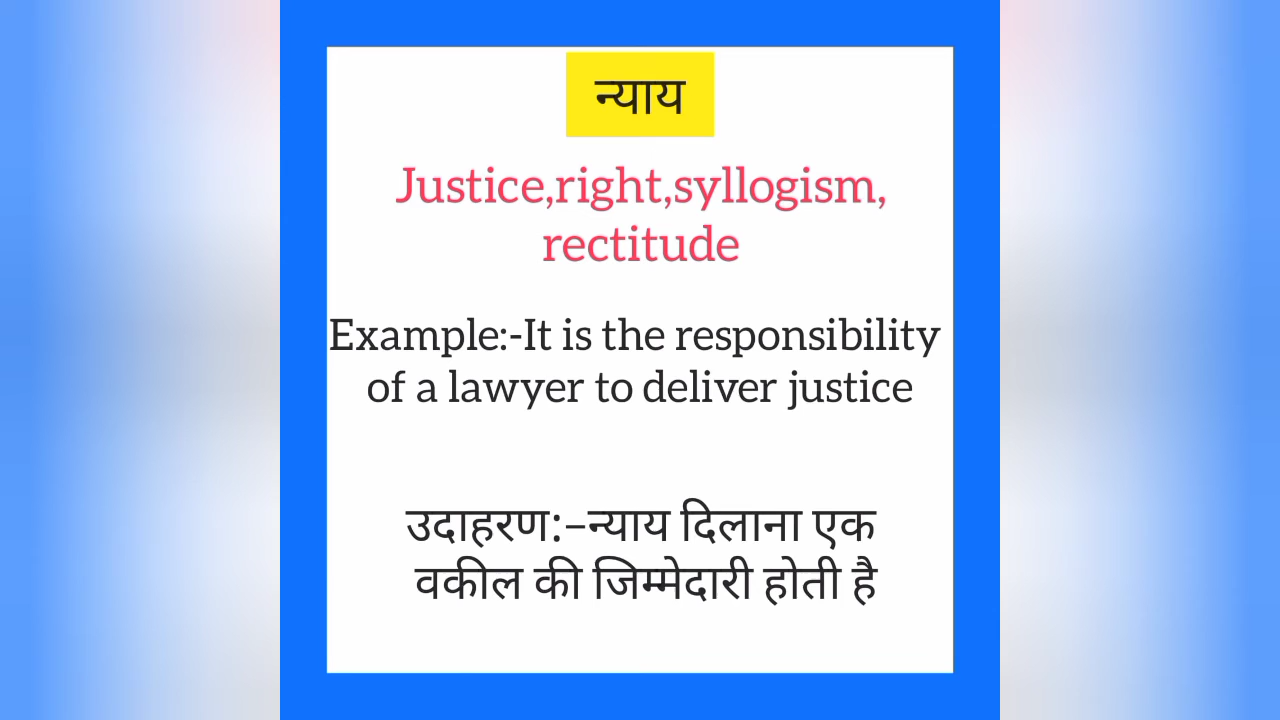 न्याय
Justice,right,syllogism,
rectitude
Example:-It is the responsibility
of a lawyer to deliver justice
उदाहरण:–न्याय दिलाना एक
वकील की जिम्मेदारी होती है